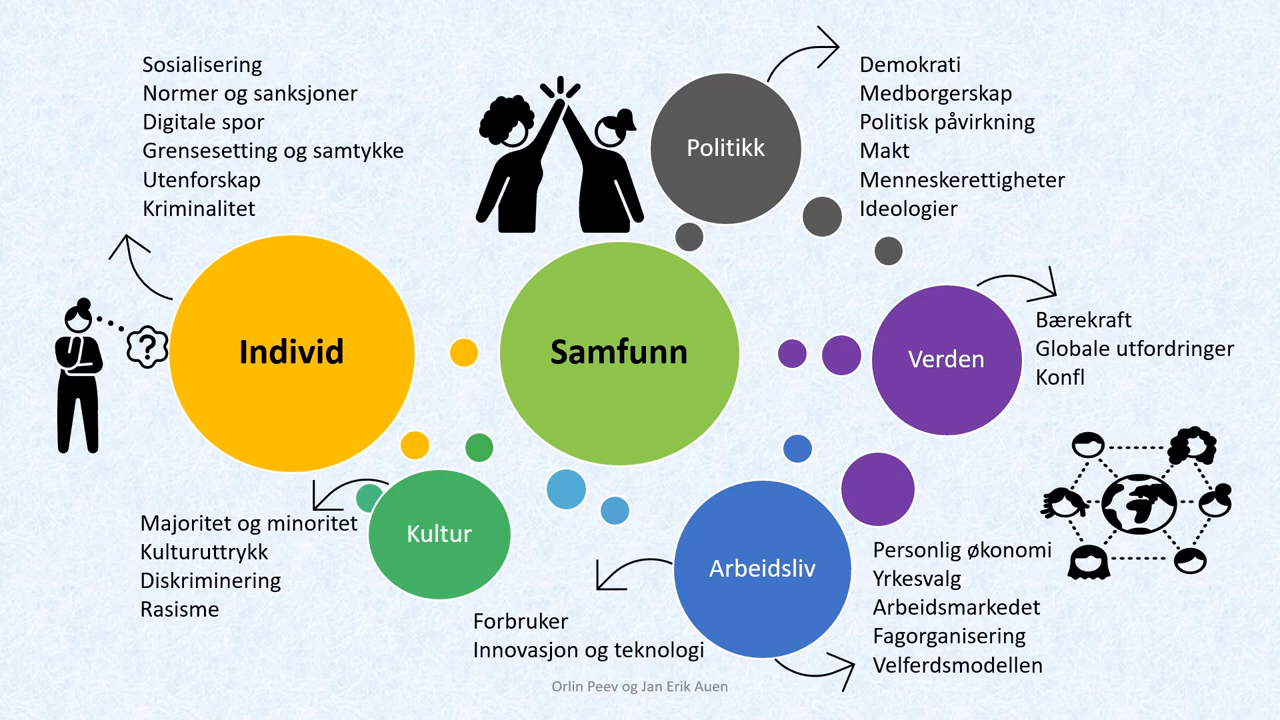 Sosialisering
Normer og sanksjoner
Digitale spor
Grensesetting og samtykke
Utenforskap
Kriminalitet
Politikk
Demokrati
Medborgerskap
Politisk påvirkning
Makt
Menneskerettigheter
Ideologier
Individ
?
Samfunn
Verden
Bærekraft
Globale utfordringer
Konfl
Majoritet og minoritet
Kulturuttrykk
Diskriminering
Rasisme
Kultur
Forbruker
Innovasjon og teknologi
Arbeidsliv
Personlig økonomi
Yrkesvalg
Arbeidsmarkedet
Fagorganisering
Velferdsmodellen
Orlin Peev og Jan Erik Auen